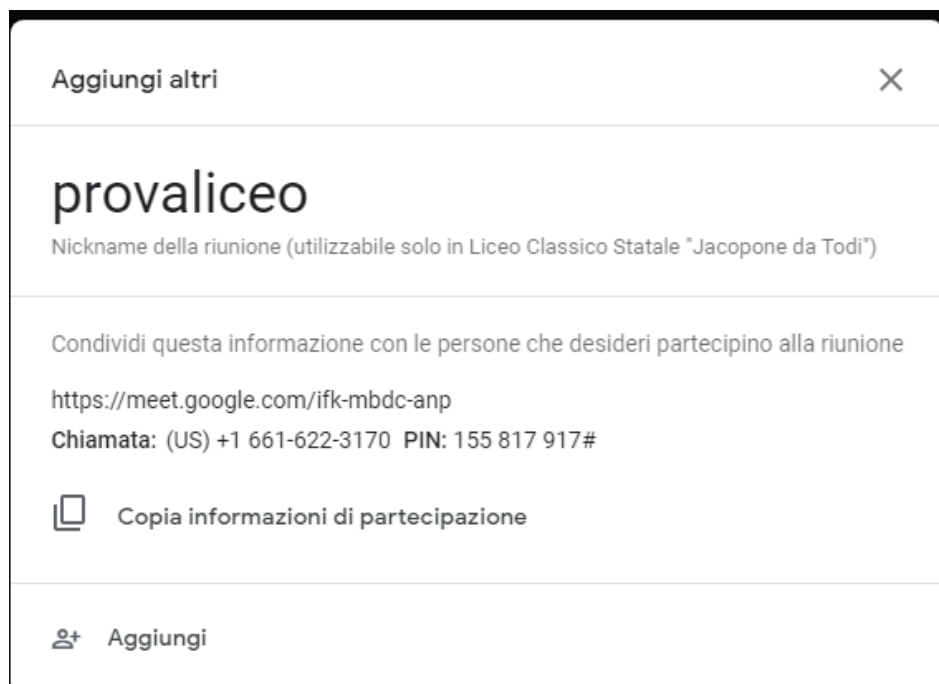 Aggiungi altri
provaliceo
Nickname della riunione (utilizzabile solo in Liceo Classico Statale "Jacopone da Todi")
Condividi questa informazione con le persone che desideri partecipino alla riunione
https://meet.google.com/ifk-mbdc-anp
Chiamata: (US) +1 661-622-3170 PIN: 155 817 917#
Copia informazioni di partecipazione
Aggiungi